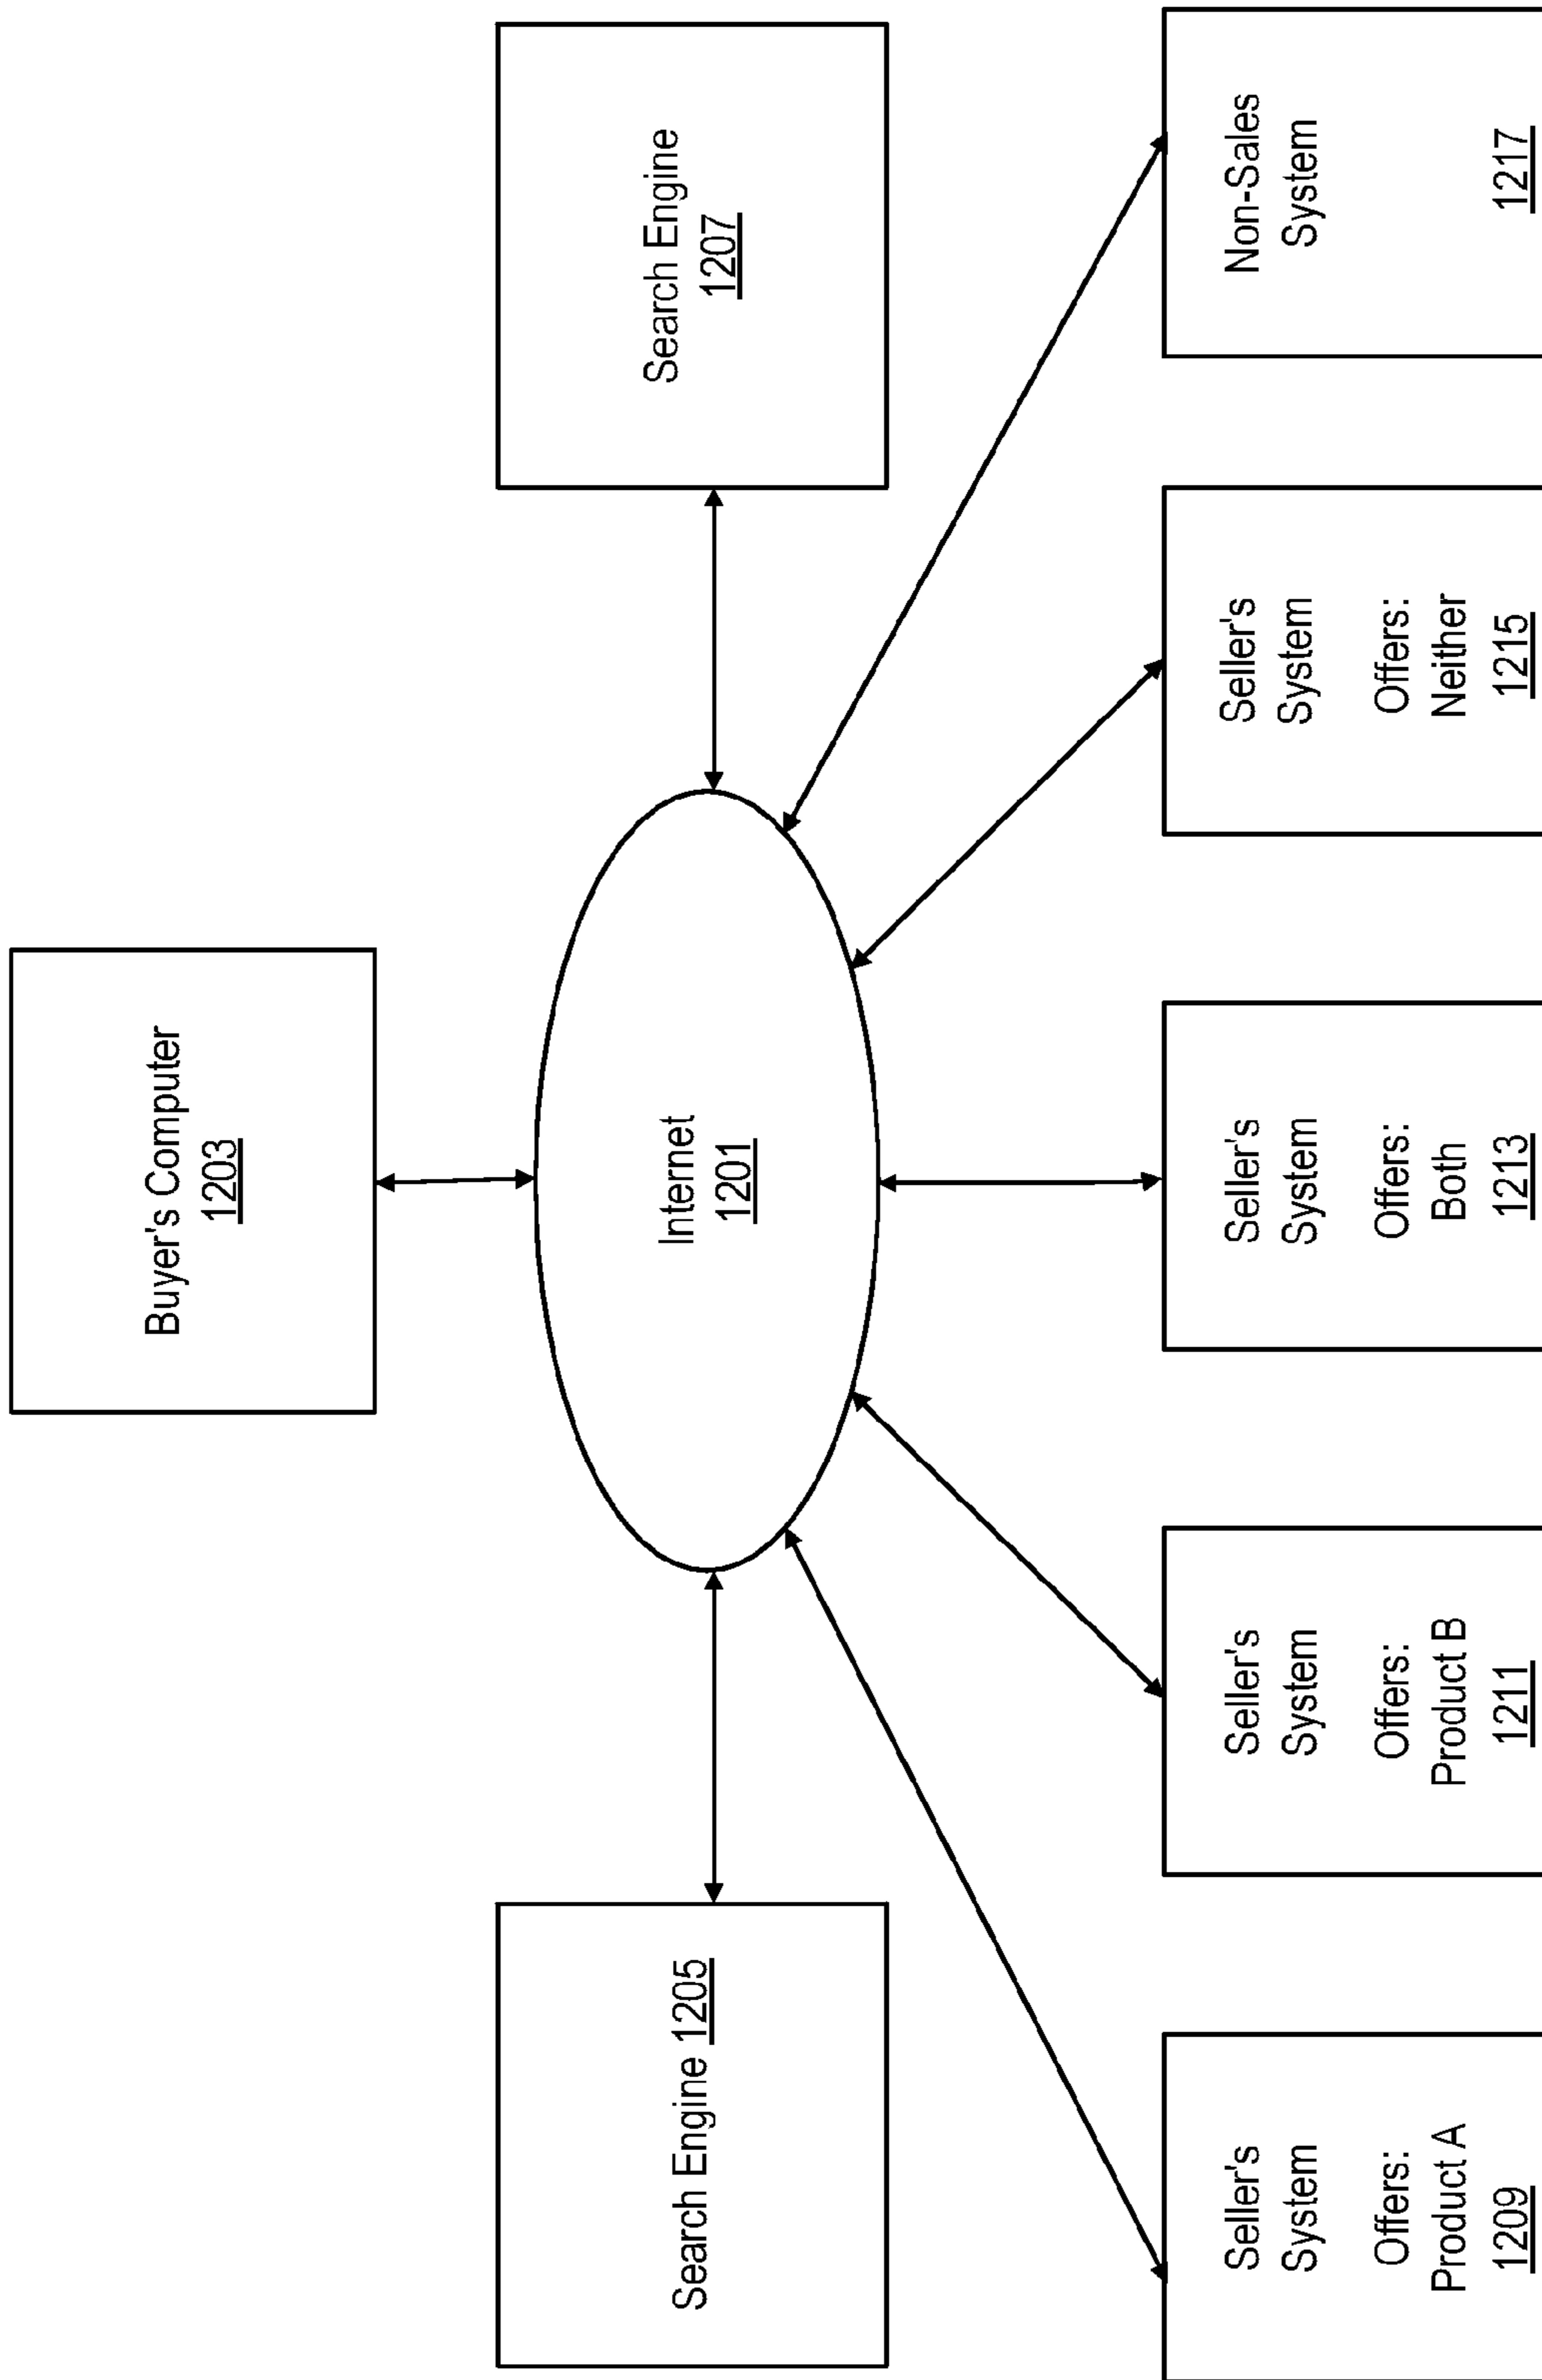 Buyer's Computer
1203
Search Engine 1205
Internet
1201
Search Engine
1207
Seller's
System
Offers:
Product A
1209
Seller's
System
Offers:
Product B
1211
Seller's
System
Offers:
Both
1213
Seller's
System
Offers:
Neither
1215
Non-Sales
System
1217